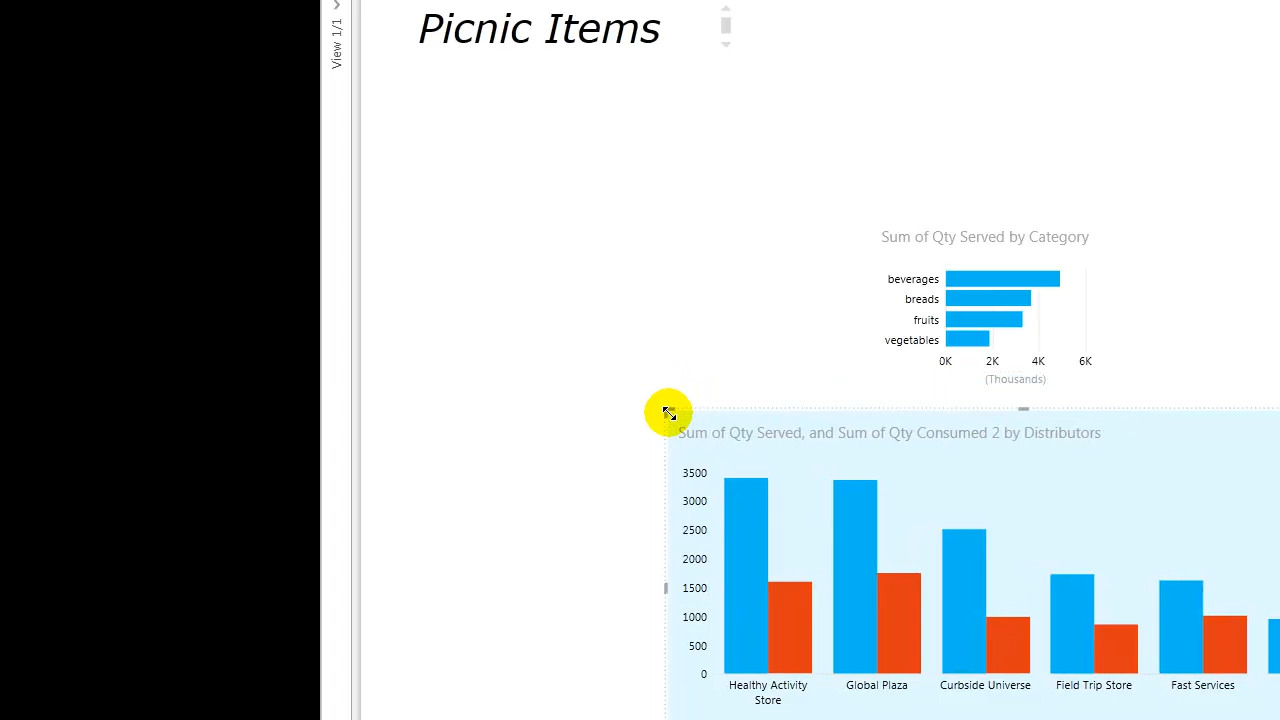 View 1/1
Picnic Items
Sum of Qty Served by Category
beverages
breads
fruits
vegetables
0K 2K 4K 6K
(Thousands)
Sum of Qty Served, and Sum of Qty Consumed 2 by Distributors
3500
3000
2500
2000
1500
1000
500
0
Healthy Activity Store
Global Plaza
Curbside Universe
Field Trip Store
Fast Services